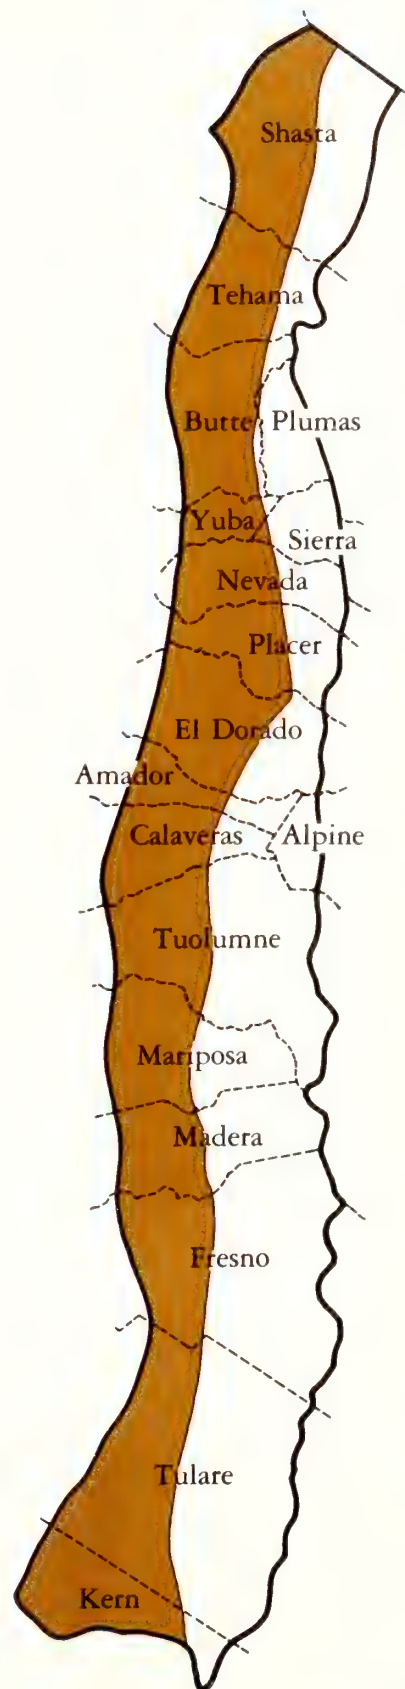 Shasta
Tehama
Butte
Plumas
Yuba
Sierra
Nevada
Placer
El Dorado
Amador
Calaveras
Alpine
Tuolumne
Mariposa
Madera
Fresno
Tulare
Kern